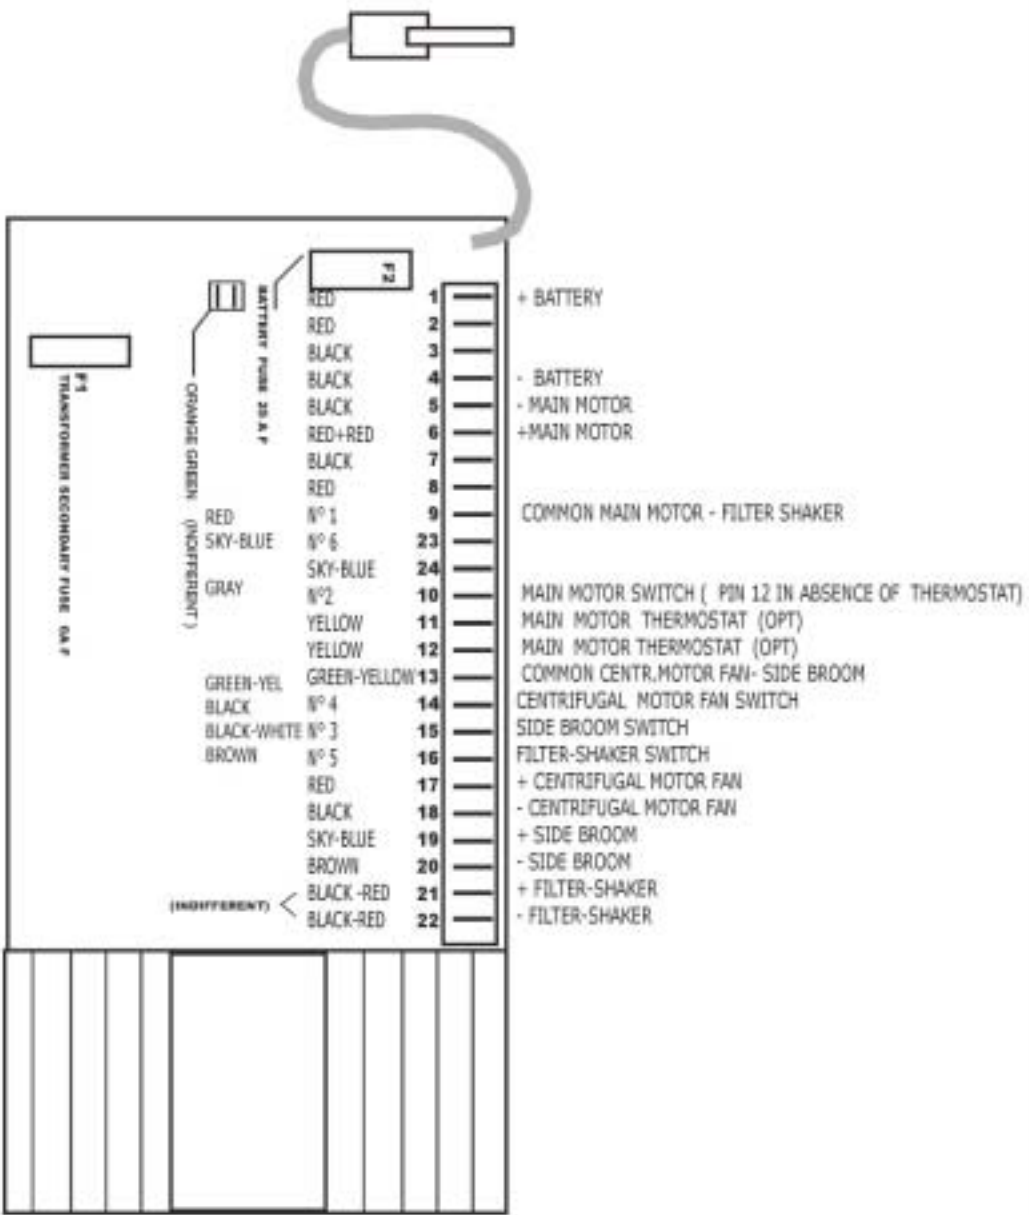 F2
RED 1 + BATTERY
RED 2
BLACK 3
BLACK 4 - BATTERY
BLACK 5 - MAIN MOTOR
RED+RED 6 +MAIN MOTOR
BLACK 7
RED 8
RED Nº 1 9 COMMON MAIN MOTOR - FILTER SHAKER
SKY-BLUE Nº 6 23
SKY-BLUE 24
GRAY Nº2 10 MAIN MOTOR SWITCH ( PIN 12 IN ABSENCE OF THERMOSTAT)
YELLOW 11 MAIN MOTOR THERMOSTAT (OPT)
YELLOW 12 MAIN MOTOR THERMOSTAT (OPT)
GREEN-YEL GREEN-YELLOW 13 COMMON CENTR.MOTOR FAN- SIDE BROOM
BLACK Nº 4 14 CENTRIFUGAL MOTOR FAN SWITCH
BLACK-WHITE Nº 3 15 SIDE BROOM SWITCH
BROWN Nº 5 16 FILTER-SHAKER SWITCH
RED 17 + CENTRIFUGAL MOTOR FAN
BLACK 18 - CENTRIFUGAL MOTOR FAN
SKY-BLUE 19 + SIDE BROOM
BROWN 20 - SIDE BROOM
BLACK -RED 21 + FILTER-SHAKER
BLACK-RED 22 - FILTER-SHAKER
(INDIFFERENT)
BATTERY FUSE A F
ORANGE GREEN (INDIFFERENT )
F1
TRANSFORMER SECONDARY FUSE A F